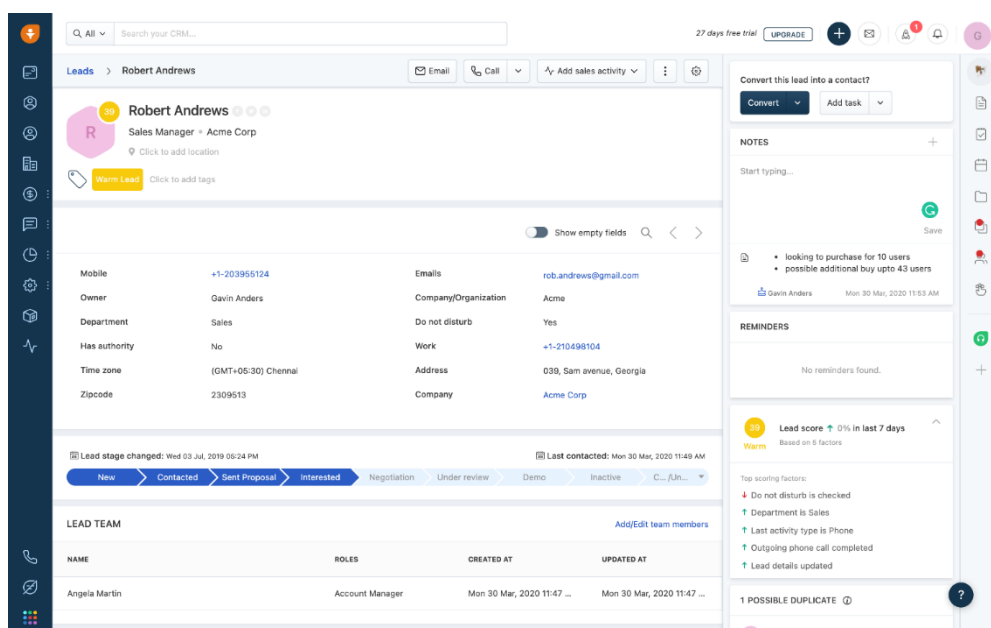 All Search your CRM... 27 days free trial UPGRADE 1 G
Leads > Robert Andrews Email Call Add sales activity
39 Robert Andrews
R Sales Manager Acme Corp
Click to add location
Warm Lead Click to add tags
Show empty fields
Mobile +1-203955124 Emails rob.andrews@gmail.com
Owner Gavin Anders Company/Organization Acme
Department Sales Do not disturb Yes
Has authority No Work +1-210498104
Time zone (GMT+05:30) Chennai Address 039, Sam avenue, Georgia
Zipcode 2309513 Company Acme Corp
Lead stage changed: Wed 03 Jul, 2019 05:24 PM Last contacted: Mon 30 Mar, 2020 11:49 AM
New Contacted Sent Proposal Interested Negotiation Under review Demo Inactive C... /Un...
LEAD TEAM Add/Edit team members
NAME ROLES CREATED AT UPDATED AT
Angela Martin Account Manager Mon 30 Mar, 2020 11:47 ... Mon 30 Mar, 2020 11:47 ...
Convert this lead into a contact?
Convert Add task
NOTES
Start typing...
G
Save
• looking to purchase for 10 users
• possible additional buy upto 43 users
Gavin Anders Mon 30 Mar, 2020 11:53 AM
REMINDERS
No reminders found.
39 Lead score ↑ 0% in last 7 days
Warm Based on 5 factors
Top scoring factors:
↓ Do not disturb is checked
↑ Department is Sales
↑ Last activity type is Phone
↑ Outgoing phone call completed
↑ Lead details updated
1 POSSIBLE DUPLICATE
?